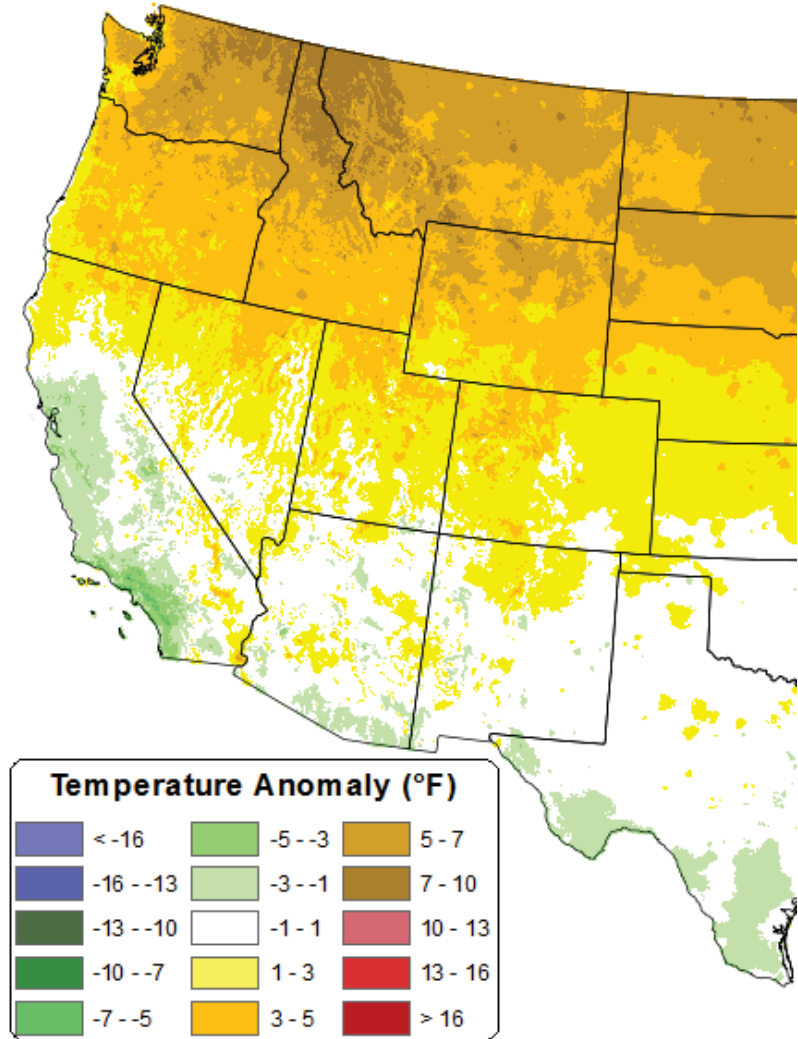 Temperature Anomaly (°F)
< -16 -5 - -3 5 - 7
-16 - -13 -3 - -1 7 - 10
-13 - -10 -1 - 1 10 - 13
-10 - -7 1 - 3 13 - 16
-7 - -5 3 - 5 > 16